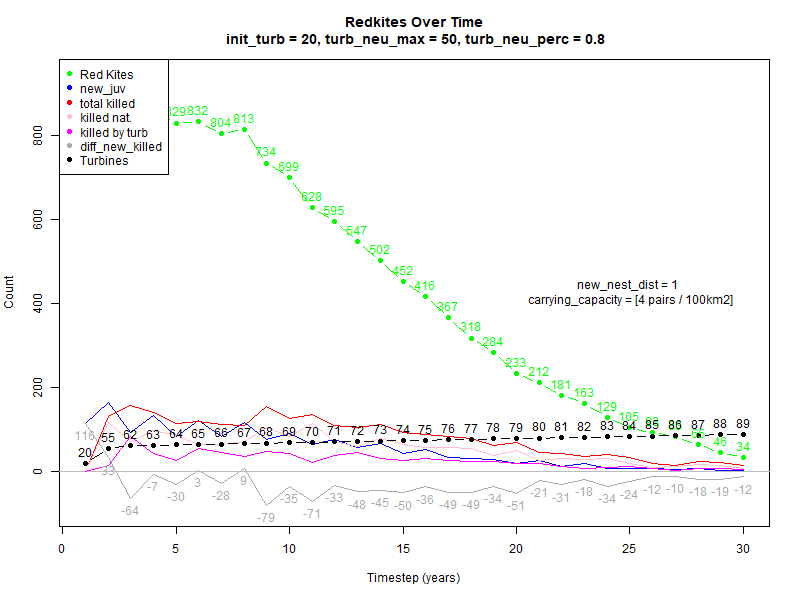 Redkites Over Time
init_turb = 20, turb_neu_max = 50, turb_neu_perc = 0.8
Red Kites
new_juv
total killed
killed nat.
killed by turb
diff_new_killed
Turbines
829 832 804 813 734 699 628 595 547 502 452 416 367 318 284 233 212 181 163 129 105 46 34
new_nest_dist = 1
carrying_capacity = [4 pairs / 100km2]
20 55 62 63 64 65 66 67 68 69 70 71 72 73 74 75 76 77 78 79 80 81 82 83 84 85 86 87 88 89
116 -64 -7 -30 3 -28 9 -79 -35 -71 -33 -48 -45 -50 -36 -49 -49 -34 -51 -21 -31 -18 -34 -24 -12 -10 -18 -19 -12
Count
0 200 400 600 800
0 5 10 15 20 25 30
Timestep (years)